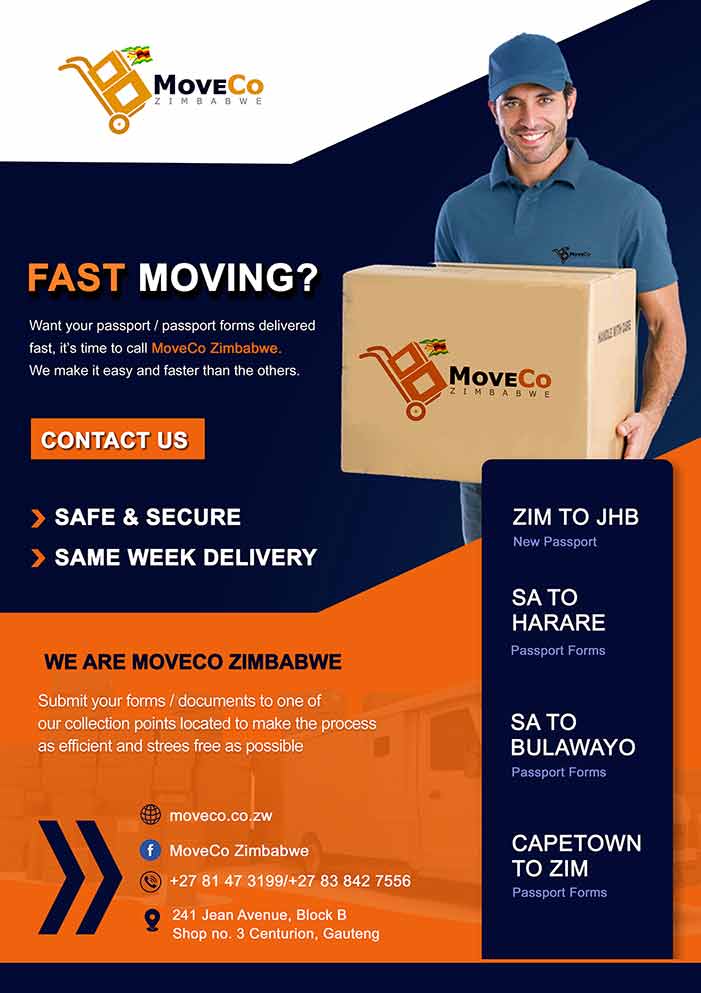 MoveCo
ZIMBABWE
MoveCo
FAST MOVING?
Want your passport / passport forms delivered
fast, it's time to call MoveCo Zimbabwe.
We make it easy and faster than the others.
HANDLE WITH CARE
MoveCo
ZIMBABWE
CONTACT US
SAFE & SECURE
SAME WEEK DELIVERY
ZIM TO JHB
New Passport
SA TO
HARARE
Passport Forms
SA TO
BULAWAYO
Passport Forms
CAPETOWN
TO ZIM
Passport Forms
WE ARE MOVECO ZIMBABWE
Submit your forms / documents to one of
our collection points located to make the process
as efficient and strees free as possible
moveco.co.zw
MoveCo Zimbabwe
+27 81 47 3199/+27 83 842 7556
241 Jean Avenue, Block B
Shop no. 3 Centurion, Gauteng